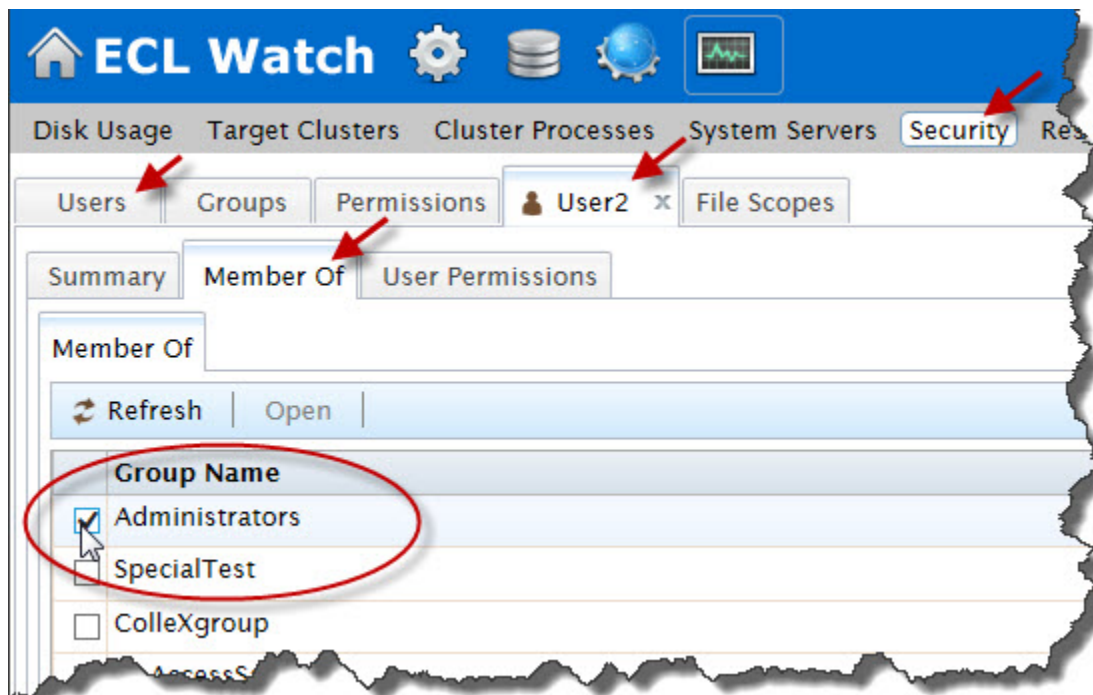 ECL Watch
Disk Usage Target Clusters Cluster Processes System Servers Security Res
Users Groups Permissions User2 x File Scopes
Summary Member Of User Permissions
Member Of
Refresh Open
Group Name
Administrators
SpecialTest
ColleXgroup